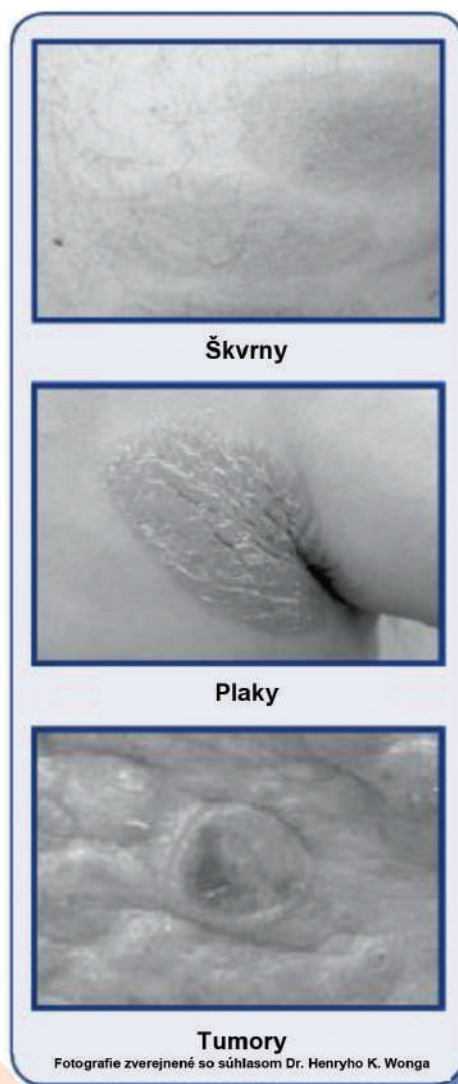 Škvrny
Plaky
Tumory
Fotografie zverejnené so súhlasom Dr. Henryho K. Wonga